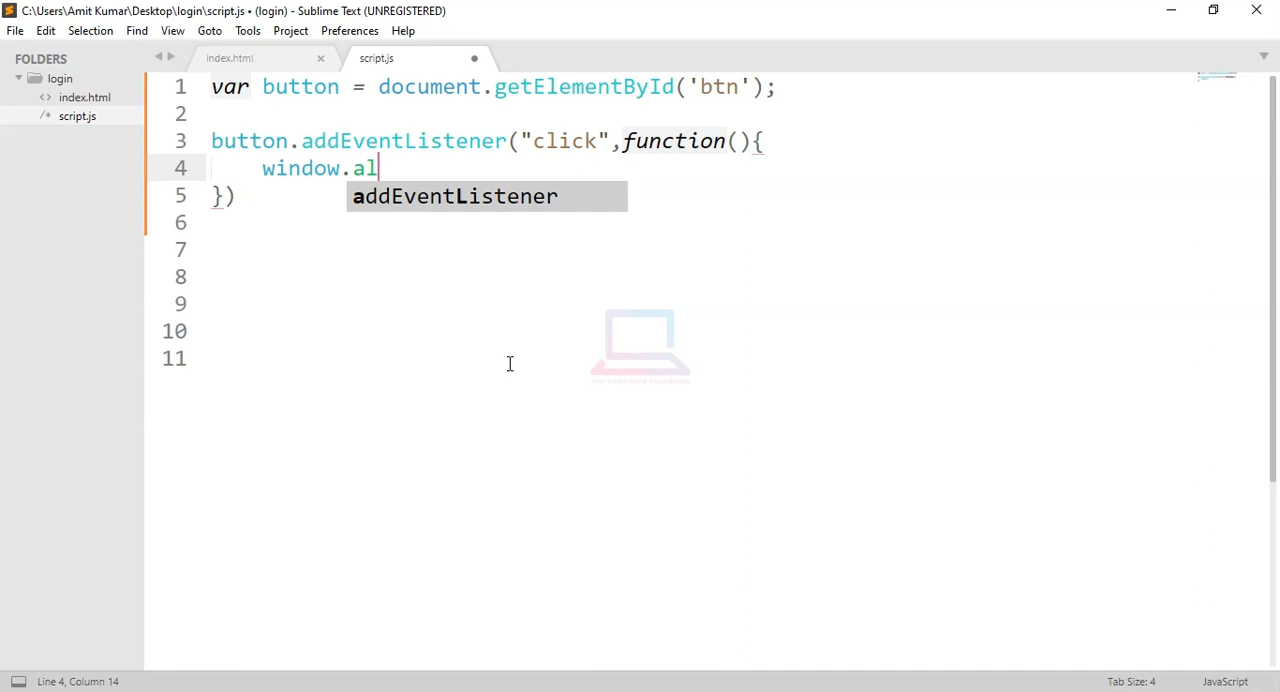 C:\Users\Amit Kumar\Desktop\login\script.js • (login) - Sublime Text (UNREGISTERED)
File Edit Selection Find View Goto Tools Project Preferences Help
FOLDERS
login
<> index.html
/* script.js
index.html ×
script.js
1 var button = document.getElementById('btn');
2
3 button.addEventListener("click",function(){
4 window.al
addEventListener
5 })
6
7
8
9
10
11
Line 4, Column 14
Tab Size: 4
JavaScript